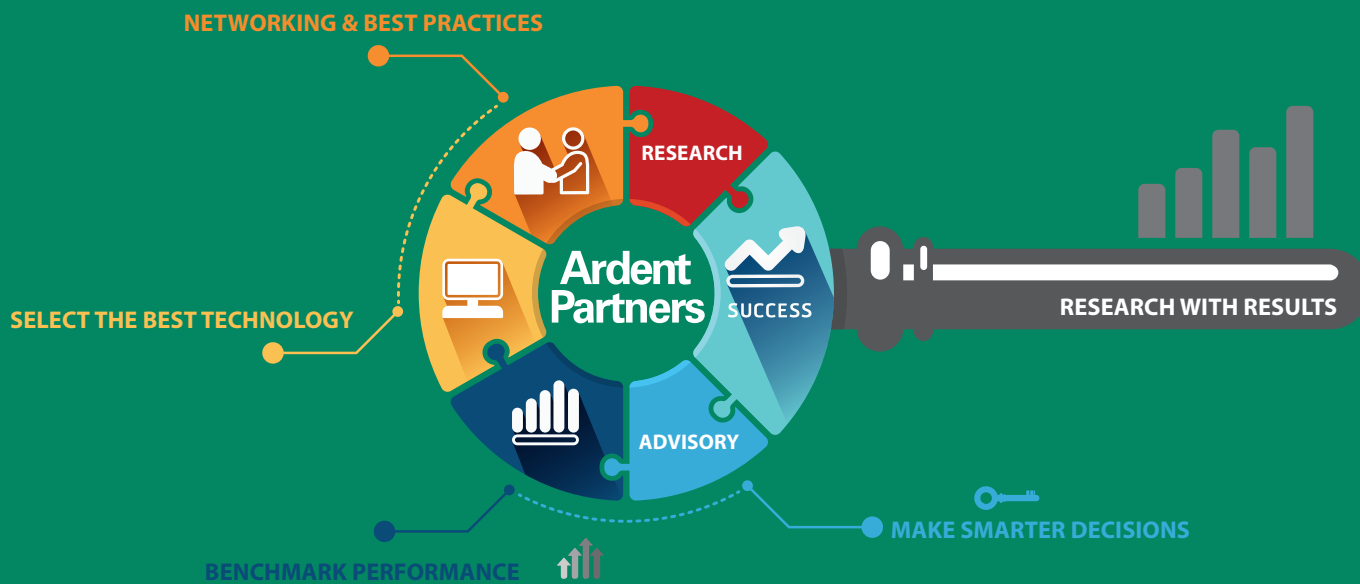 NETWORKING & BEST PRACTICES
RESEARCH
Ardent
Partners
SUCCESS
RESEARCH WITH RESULTS
SELECT THE BEST TECHNOLOGY
ADVISORY
MAKE SMARTER DECISIONS
BENCHMARK PERFORMANCE